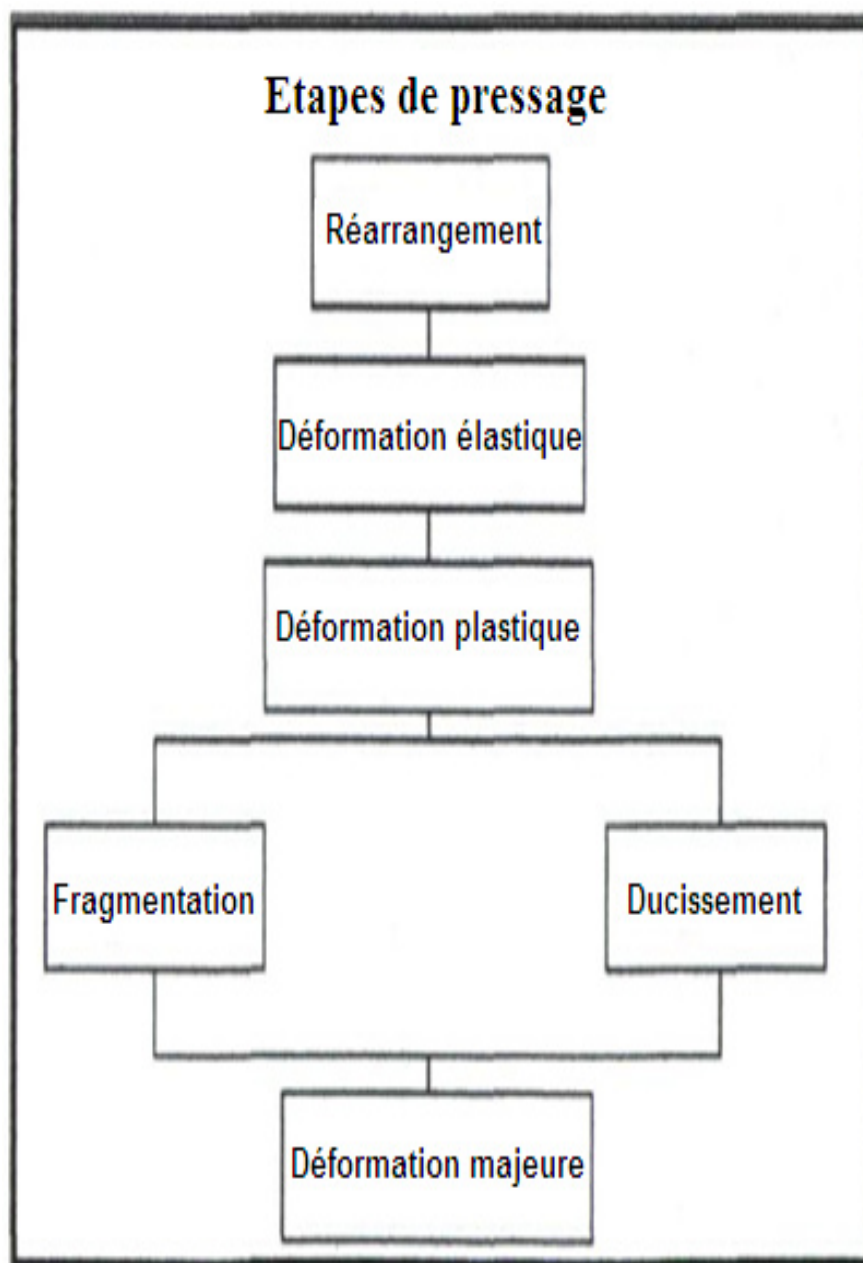 Etapes de pressage
Réarrangement
Déformation élastique
Déformation plastique
Fragmentation
Ducissement
Déformation majeure